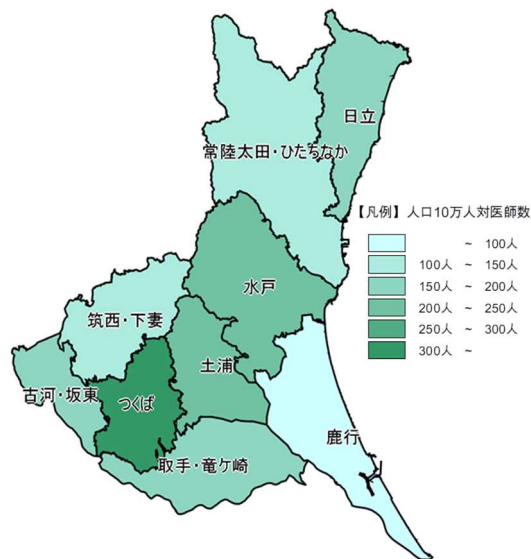 日立
常陸太田・ひたちなか
【凡例】人口10万人対医師数
～ 100人
100人 ～ 150人
150人 ～ 200人
200人 ～ 250人
250人 ～ 300人
300人 ～
水戸
筑西・下妻
土浦
古河・坂東
つくば
鹿行
取手・竜ケ崎